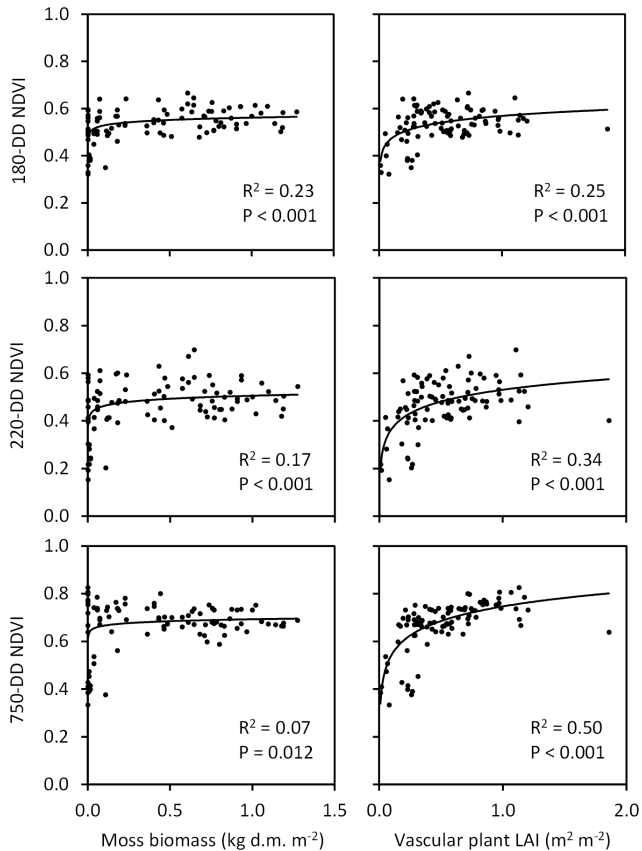 1.0
0.8
0.6
0.4
0.2
0.0
180-DD NDVI
R² = 0.23
P < 0.001
R² = 0.25
P < 0.001
1.0
0.8
0.6
0.4
0.2
0.0
220-DD NDVI
R² = 0.17
P < 0.001
R² = 0.34
P < 0.001
1.0
0.8
0.6
0.4
0.2
0.0
750-DD NDVI
R² = 0.07
P = 0.012
R² = 0.50
P < 0.001
0.0 0.5 1.0 1.5
0.0 1.0 2.0
Moss biomass (kg d.m. m⁻²)
Vascular plant LAI (m² m⁻²)